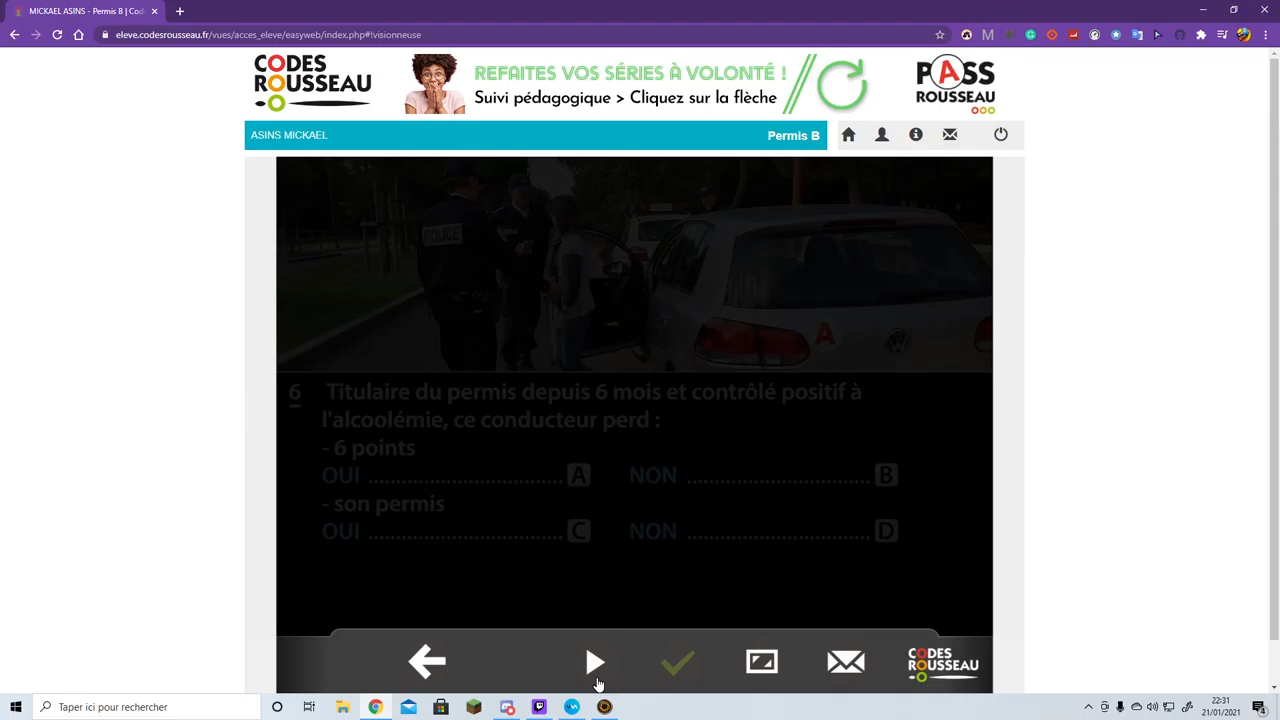 MICKAEL ASINS - Permis B | Cod
eleve.codesrousseau.fr/vues/acces_eleve/easyweb/index.php#!visionneuse
CODES
ROUSSEAU
REFAITES VOS SÉRIES À VOLONTÉ !
Suivi pédagogique > Cliquez sur la flèche
PASS
ROUSSEAU
ASINS MICKAEL
Permis B
POLICE
A
6 Titulaire du permis depuis 6 mois et contrôlé positif à
l'alcoolémie, ce conducteur perd :
- 6 points
OUI ................................. A NON ................................. B
- son permis
OUI ................................. C NON ................................. D
CODES
ROUSSEAU
Taper ici pour rechercher
22:31
21/01/2021